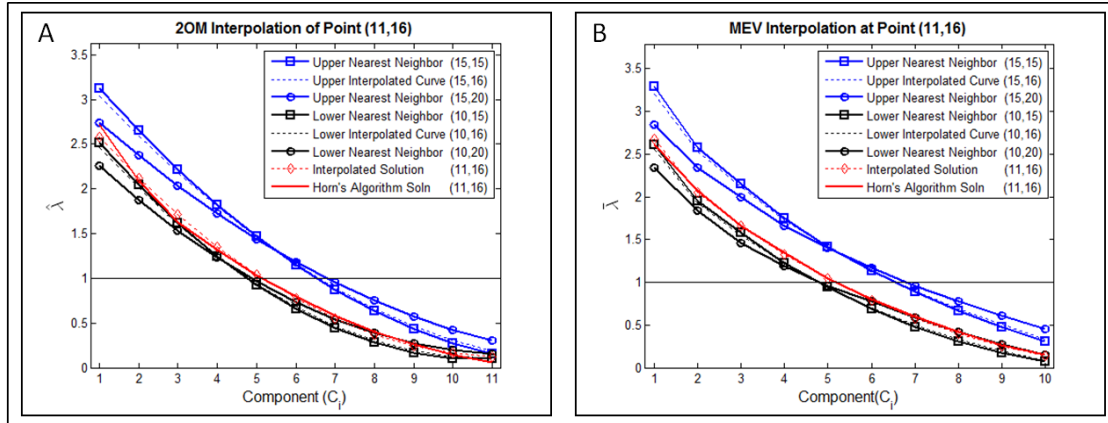 A
2OM Interpolation of Point (11,16)
3.5
3
2.5
2
1.5
1
0.5
0
λ̂
Upper Nearest Neighbor (15,15)
Upper Interpolated Curve (15,16)
Upper Nearest Neighbor (15,20)
Lower Nearest Neighbor (10,15)
Lower Interpolated Curve (10,16)
Lower Nearest Neighbor (10,20)
Interpolated Solution (11,16)
Horn's Algorithm Soln (11,16)
1 2 3 4 5 6 7 8 9 10 11
Component (Ci)
B
MEV Interpolation at Point (11,16)
3.5
3
2.5
2
1.5
1
0.5
0
λ̄
Upper Nearest Neighbor (15,15)
Upper Interpolated Curve (15,16)
Upper Nearest Neighbor (15,20)
Lower Nearest Neighbor (10,15)
Lower Interpolated Curve (10,16)
Lower Nearest Neighbor (10,20)
Interpolated Solution (11,16)
Horn's Algorithm Soln (11,16)
1 2 3 4 5 6 7 8 9 10
Component(Ci)